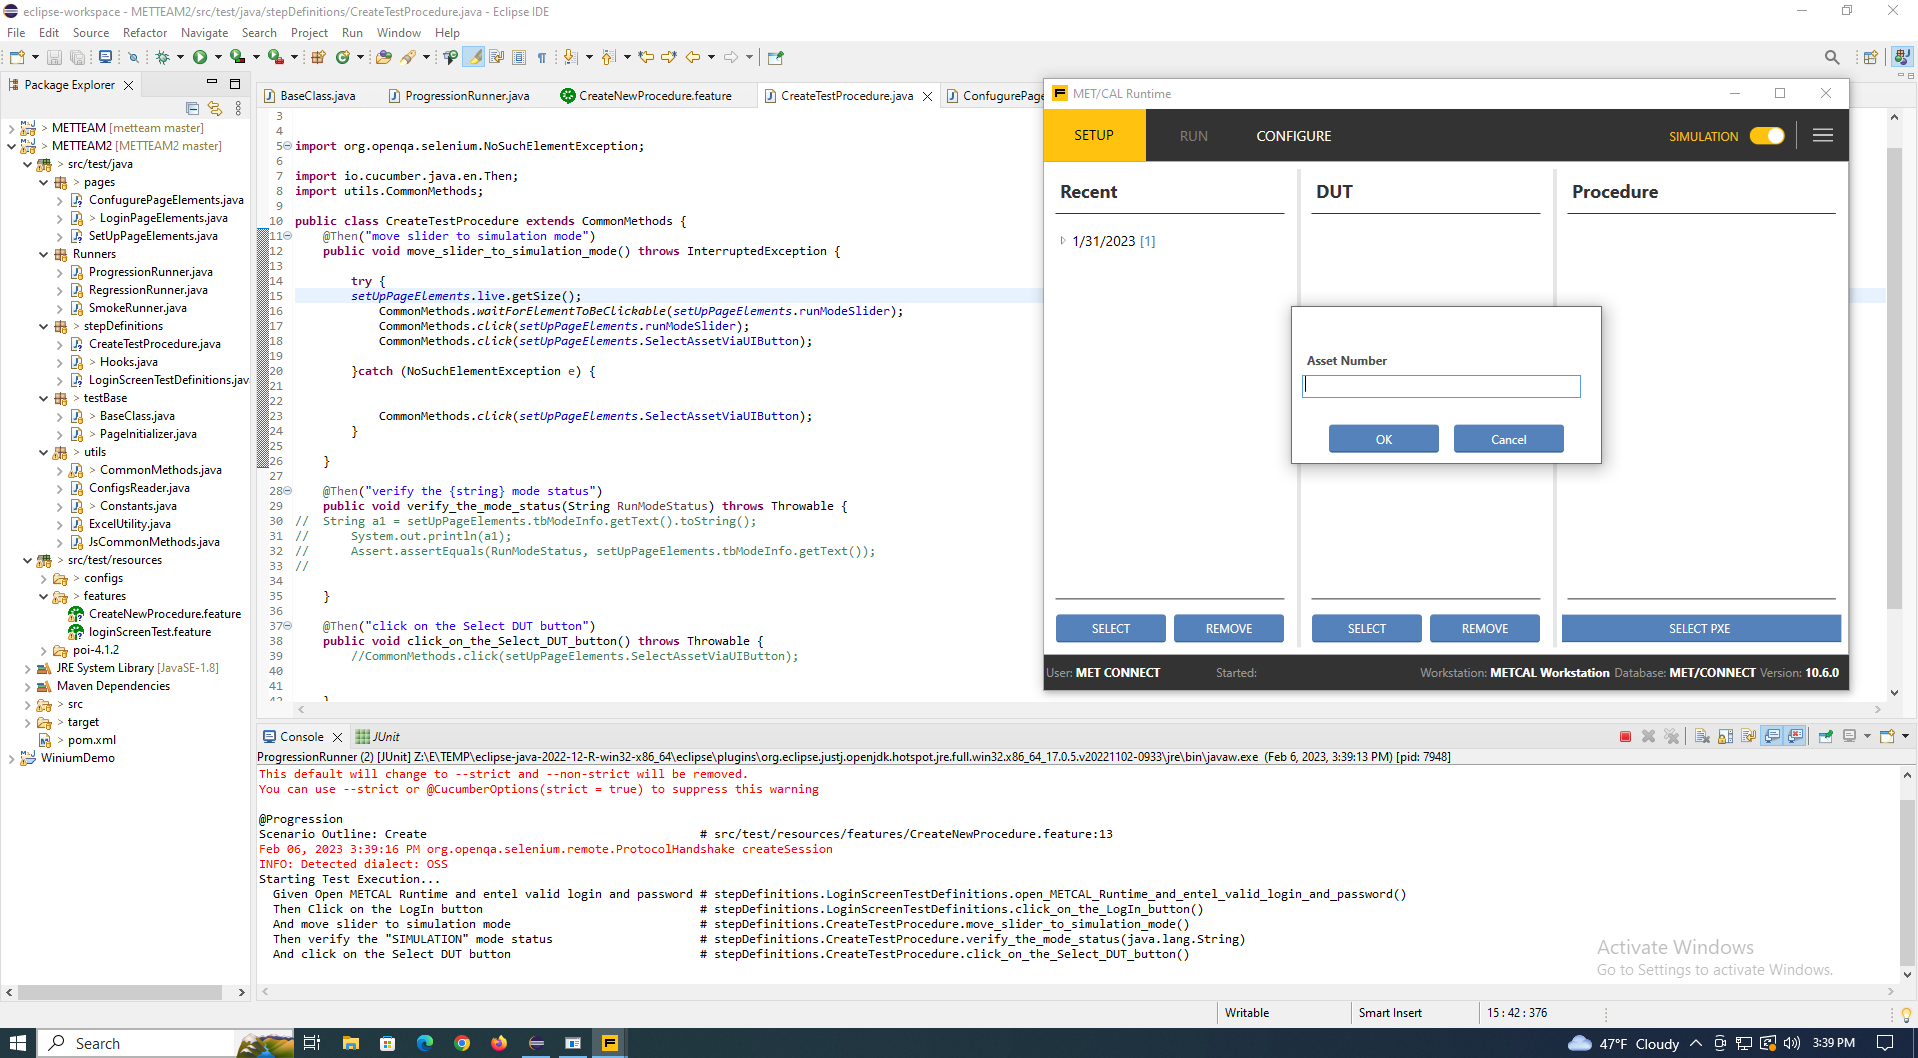 eclipse-workspace - METTEAM2/src/test/java/stepDefinitions/CreateTestProcedure.java - Eclipse IDE
File Edit Source Refactor Navigate Search Project Run Window Help
Package Explorer
> METTEAM [metteam master]
> METTEAM2 [METTEAM2 master]
> src/test/java
> pages
ConfugurePageElements.java
> LoginPageElements.java
SetUpPageElements.java
Runners
ProgressionRunner.java
RegressionRunner.java
SmokeRunner.java
> stepDefinitions
CreateTestProcedure.java
> Hooks.java
LoginScreenTestDefinitions.jav
> testBase
> BaseClass.java
> PageInitializer.java
> utils
> CommonMethods.java
ConfigsReader.java
> Constants.java
ExcelUtility.java
JsCommonMethods.java
> src/test/resources
> configs
> features
CreateNewProcedure.feature
loginScreenTest.feature
> poi-4.1.2
JRE System Library [JavaSE-1.8]
Maven Dependencies
> src
> target
> pom.xml
WiniumDemo
BaseClass.java ProgressionRunner.java CreateNewProcedure.feature CreateTestProcedure.java ConfugurePage
3
4
5 import org.openqa.selenium.NoSuchElementException;
6
7 import io.cucumber.java.en.Then;
8 import utils.CommonMethods;
9
10 public class CreateTestProcedure extends CommonMethods {
11 @Then("move slider to simulation mode")
12 public void move_slider_to_simulation_mode() throws InterruptedException {
13
14 try {
15 setUpPageElements.live.getSize();
16 CommonMethods.waitForElementToBeClickable(setUpPageElements.runModeSlider);
17 CommonMethods.click(setUpPageElements.runModeSlider);
18 CommonMethods.click(setUpPageElements.SelectAssetViaUIButton);
19
20 }catch (NoSuchElementException e) {
21
22
23 CommonMethods.click(setUpPageElements.SelectAssetViaUIButton);
24 }
25
26 }
27
28 @Then("verify the {string} mode status")
29 public void verify_the_mode_status(String RunModeStatus) throws Throwable {
30 // String a1 = setUpPageElements.tbModeInfo.getText().toString();
31 // System.out.println(a1);
32 // Assert.assertEquals(RunModeStatus, setUpPageElements.tbModeInfo.getText());
33 //
34
35 }
36
37 @Then("click on the Select DUT button")
38 public void click_on_the_Select_DUT_button() throws Throwable {
39 //CommonMethods.click(setUpPageElements.SelectAssetViaUIButton);
40
41
42 }
MET/CAL Runtime
SETUP RUN CONFIGURE SIMULATION
Recent DUT Procedure
1/31/2023 [1]
Asset Number
OK Cancel
SELECT REMOVE SELECT REMOVE SELECT PXE
User: MET CONNECT Started: Workstation: METCAL Workstation Database: MET/CONNECT Version: 10.6.0
Console JUnit
ProgressionRunner (2) [JUnit] Z:\E\TEMP\eclipse-java-2022-12-R-win32-x86_64\eclipse\plugins\org.eclipse.justj.openjdk.hotspot.jre.full.win32.x86_64_17.0.5.v20221102-0933\jre\bin\javaw.exe (Feb 6, 2023, 3:39:13 PM) [pid: 7948]
This default will change to --strict and --non-strict will be removed.
You can use --strict or @CucumberOptions(strict = true) to suppress this warning
@Progression
Scenario Outline: Create # src/test/resources/features/CreateNewProcedure.feature:13
Feb 06, 2023 3:39:16 PM org.openqa.selenium.remote.ProtocolHandshake createSession
INFO: Detected dialect: OSS
Starting Test Execution...
Given Open METCAL Runtime and entel valid login and password # stepDefinitions.LoginScreenTestDefinitions.open_METCAL_Runtime_and_entel_valid_login_and_password()
Then Click on the LogIn button # stepDefinitions.LoginScreenTestDefinitions.click_on_the_LogIn_button()
And move slider to simulation mode # stepDefinitions.CreateTestProcedure.move_slider_to_simulation_mode()
Then verify the "SIMULATION" mode status # stepDefinitions.CreateTestProcedure.verify_the_mode_status(java.lang.String)
And click on the Select DUT button # stepDefinitions.CreateTestProcedure.click_on_the_Select_DUT_button()
Activate Windows
Go to Settings to activate Windows.
Writable Smart Insert 15 : 42 : 376
Search 47°F Cloudy 3:39 PM